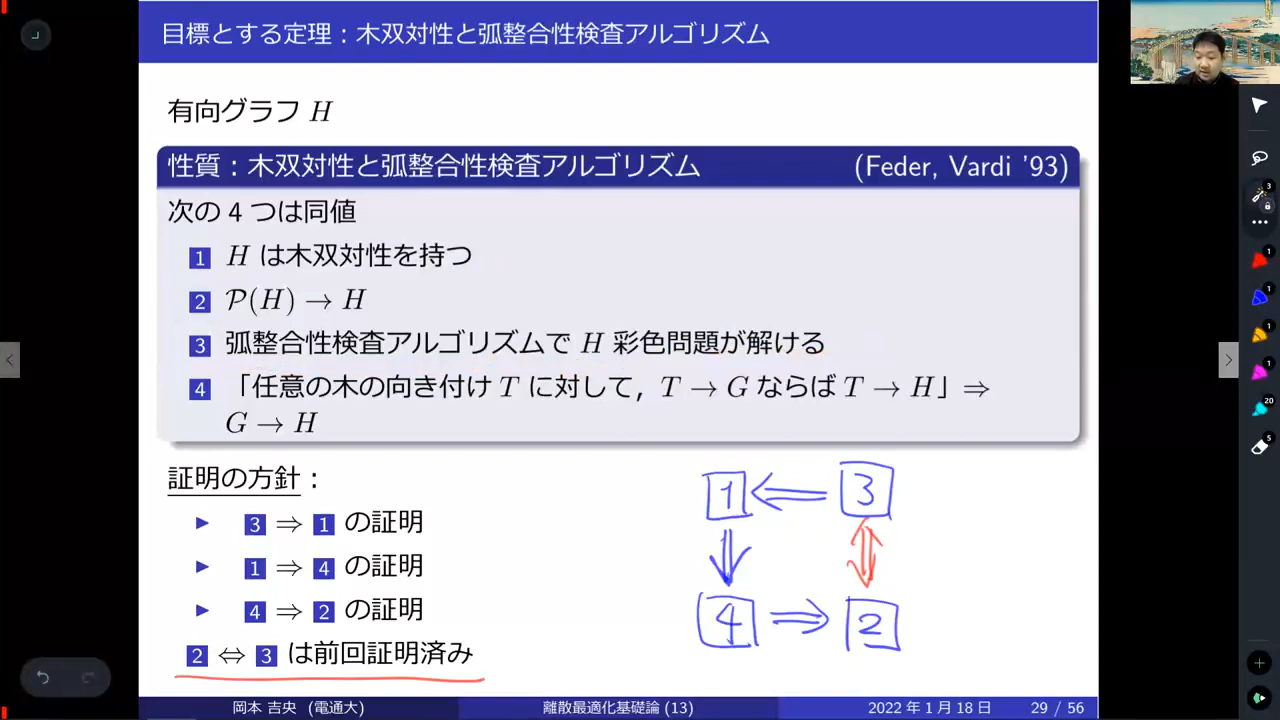 目標とする定理：木双対性と弧整合性検査アルゴリズム
有向グラフ H
性質：木双対性と弧整合性検査アルゴリズム (Feder, Vardi '93)
次の 4 つは同値
1 H は木双対性を持つ
2 𝒫(H) → H
3 弧整合性検査アルゴリズムで H 彩色問題が解ける
4 「任意の木の向き付け T に対して，T → G ならば T → H」⇒
G → H
証明の方針：
▶ 3 ⇒ 1 の証明
▶ 1 ⇒ 4 の証明
▶ 4 ⇒ 2 の証明
2 ⇔ 3 は前回証明済み
1 ⇐ 3
⇓ ⇕
4 ⇒ 2
岡本 吉央 (電通大) 離散最適化基礎論 (13) 2022 年 1 月 18 日 29 / 56
3
1
1
1
1
20
5